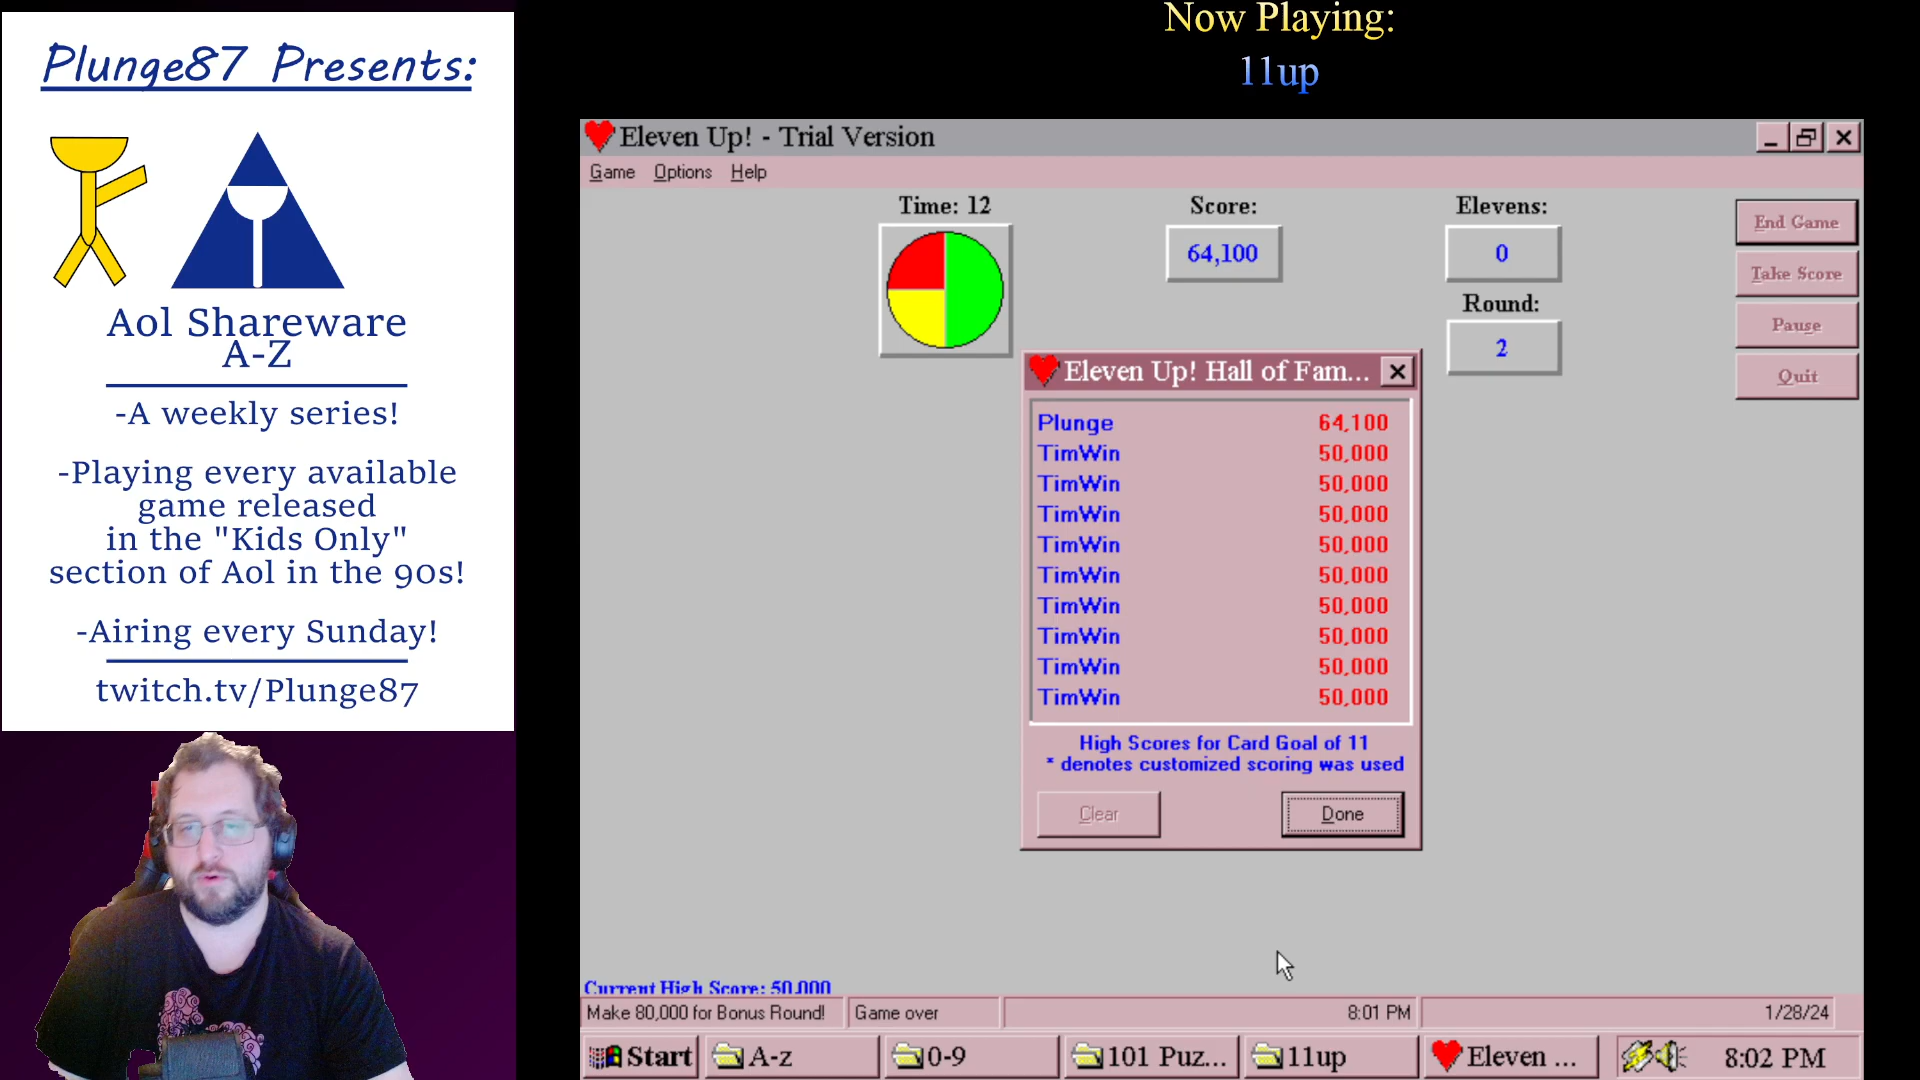 Plunge87 Presents:
Aol Shareware
A-Z
-A weekly series!
-Playing every available
game released
in the "Kids Only"
section of Aol in the 90s!
-Airing every Sunday!
twitch.tv/Plunge87
Now Playing:
11up
Eleven Up! - Trial Version
Game Options Help
Time: 12
Score:
64,100
Elevens:
0
Round:
2
End Game
Take Score
Pause
Quit
Eleven Up! Hall of Fam...
Plunge 64,100
TimWin 50,000
TimWin 50,000
TimWin 50,000
TimWin 50,000
TimWin 50,000
TimWin 50,000
TimWin 50,000
TimWin 50,000
TimWin 50,000
High Scores for Card Goal of 11
* denotes customized scoring was used
Clear Done
Current High Score: 50,000
Make 80,000 for Bonus Round! Game over 8:01 PM 1/28/24
Start A-z 0-9 101 Puz... 11up Eleven ... 8:02 PM